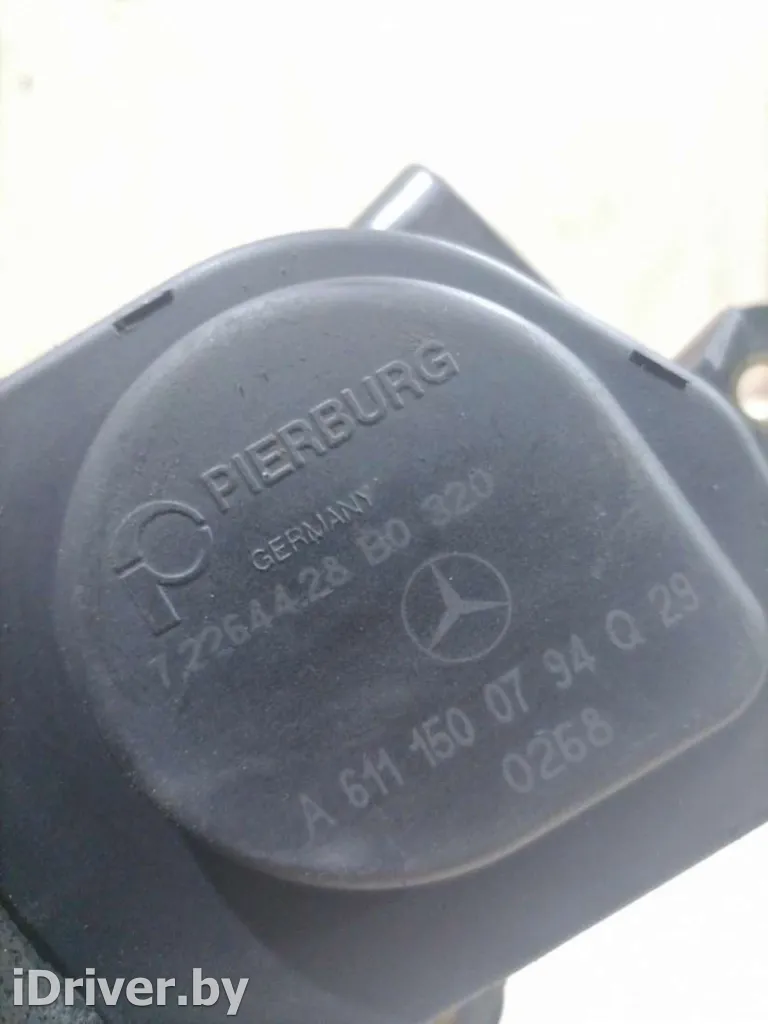 PIERBURG
GERMANY
7.22644.28 B0 320
A 611 150 07 94 Q 29
0268
iDriver.by